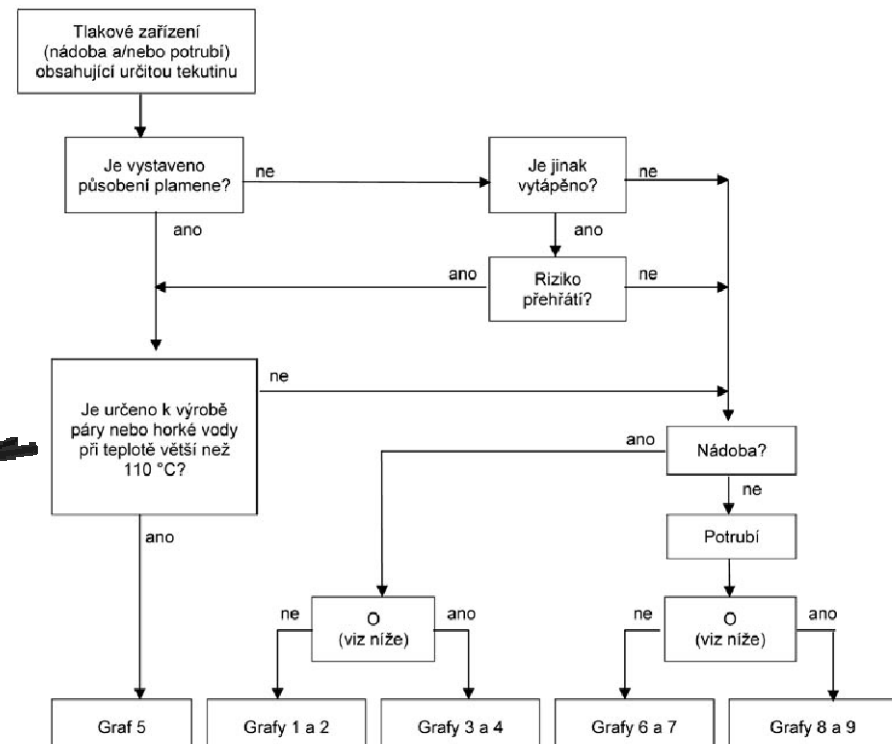 Tlakové zařízení
(nádoba a/nebo potrubí)
obsahující určitou tekutinu
Je vystaveno
působení plamene?
ne
Je jinak
vytápěno?
ne
ano
ano
ano
Riziko
přehřátí?
ne
ne
Je určeno k výrobě
páry nebo horké vody
při teplotě větší než
110 °C?
ano
Nádoba?
ne
ano
Potrubí
ne
O
(viz níže)
ano
ne
O
(viz níže)
ano
Graf 5
Grafy 1 a 2
Grafy 3 a 4
Grafy 6 a 7
Grafy 8 a 9